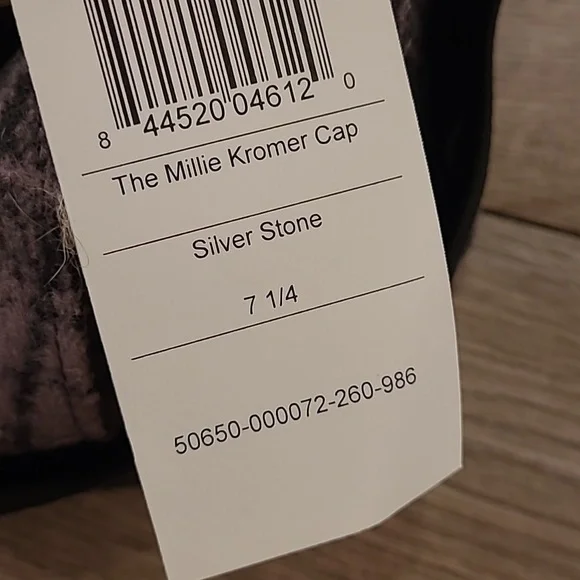 8 44520 04612 0
The Millie Kromer Cap
Silver Stone
7 1/4
50650-000072-260-986